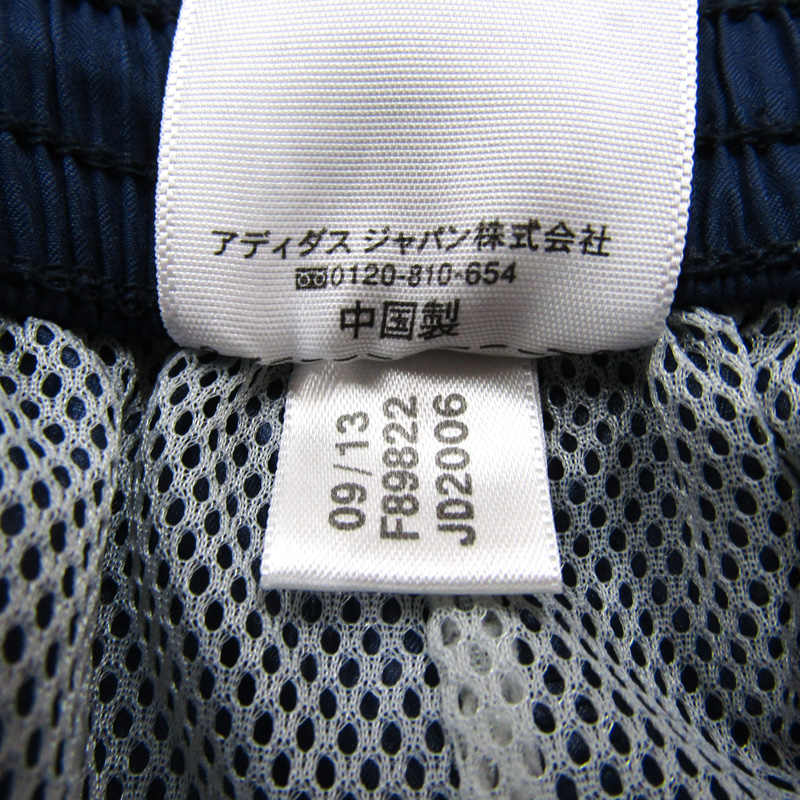 アディダス ジャパン株式会社
0120-810-654
中国製
09/13
F89822
JD2006